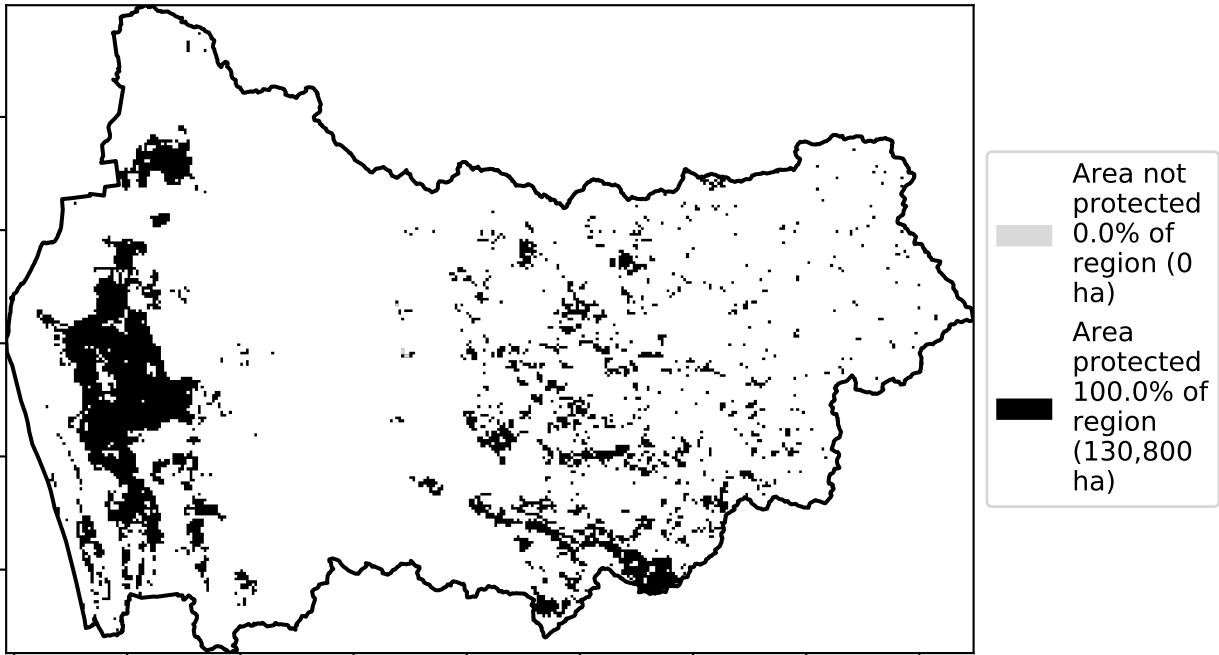 Area not
protected
0.0% of
region (0
ha)
Area
protected
100.0% of
region
(130,800
ha)